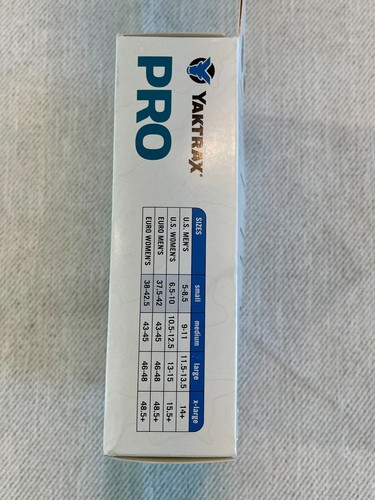 YAKTRAX®
PRO
SIZES small medium large x-large
U.S. MEN'S 5-8.5 9-11 11.5-13.5 14+
U.S. WOMEN'S 6.5-10 10.5-12.5 13-15 15.5+
EURO MEN'S 37.5-42 43-45 46-48 48.5+
EURO WOMEN'S 38-42.5 43-45 46-48 48.5+